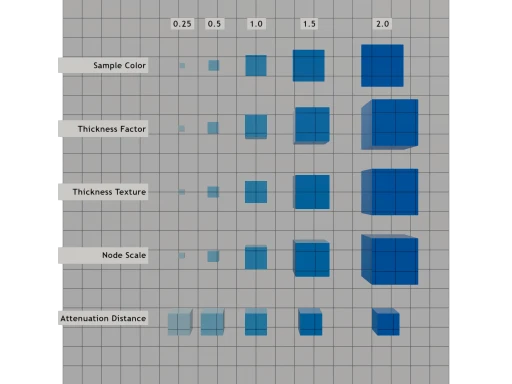 0.25 0.5 1.0 1.5 2.0
Sample Color
Thickness Factor
Thickness Texture
Node Scale
Attenuation Distance